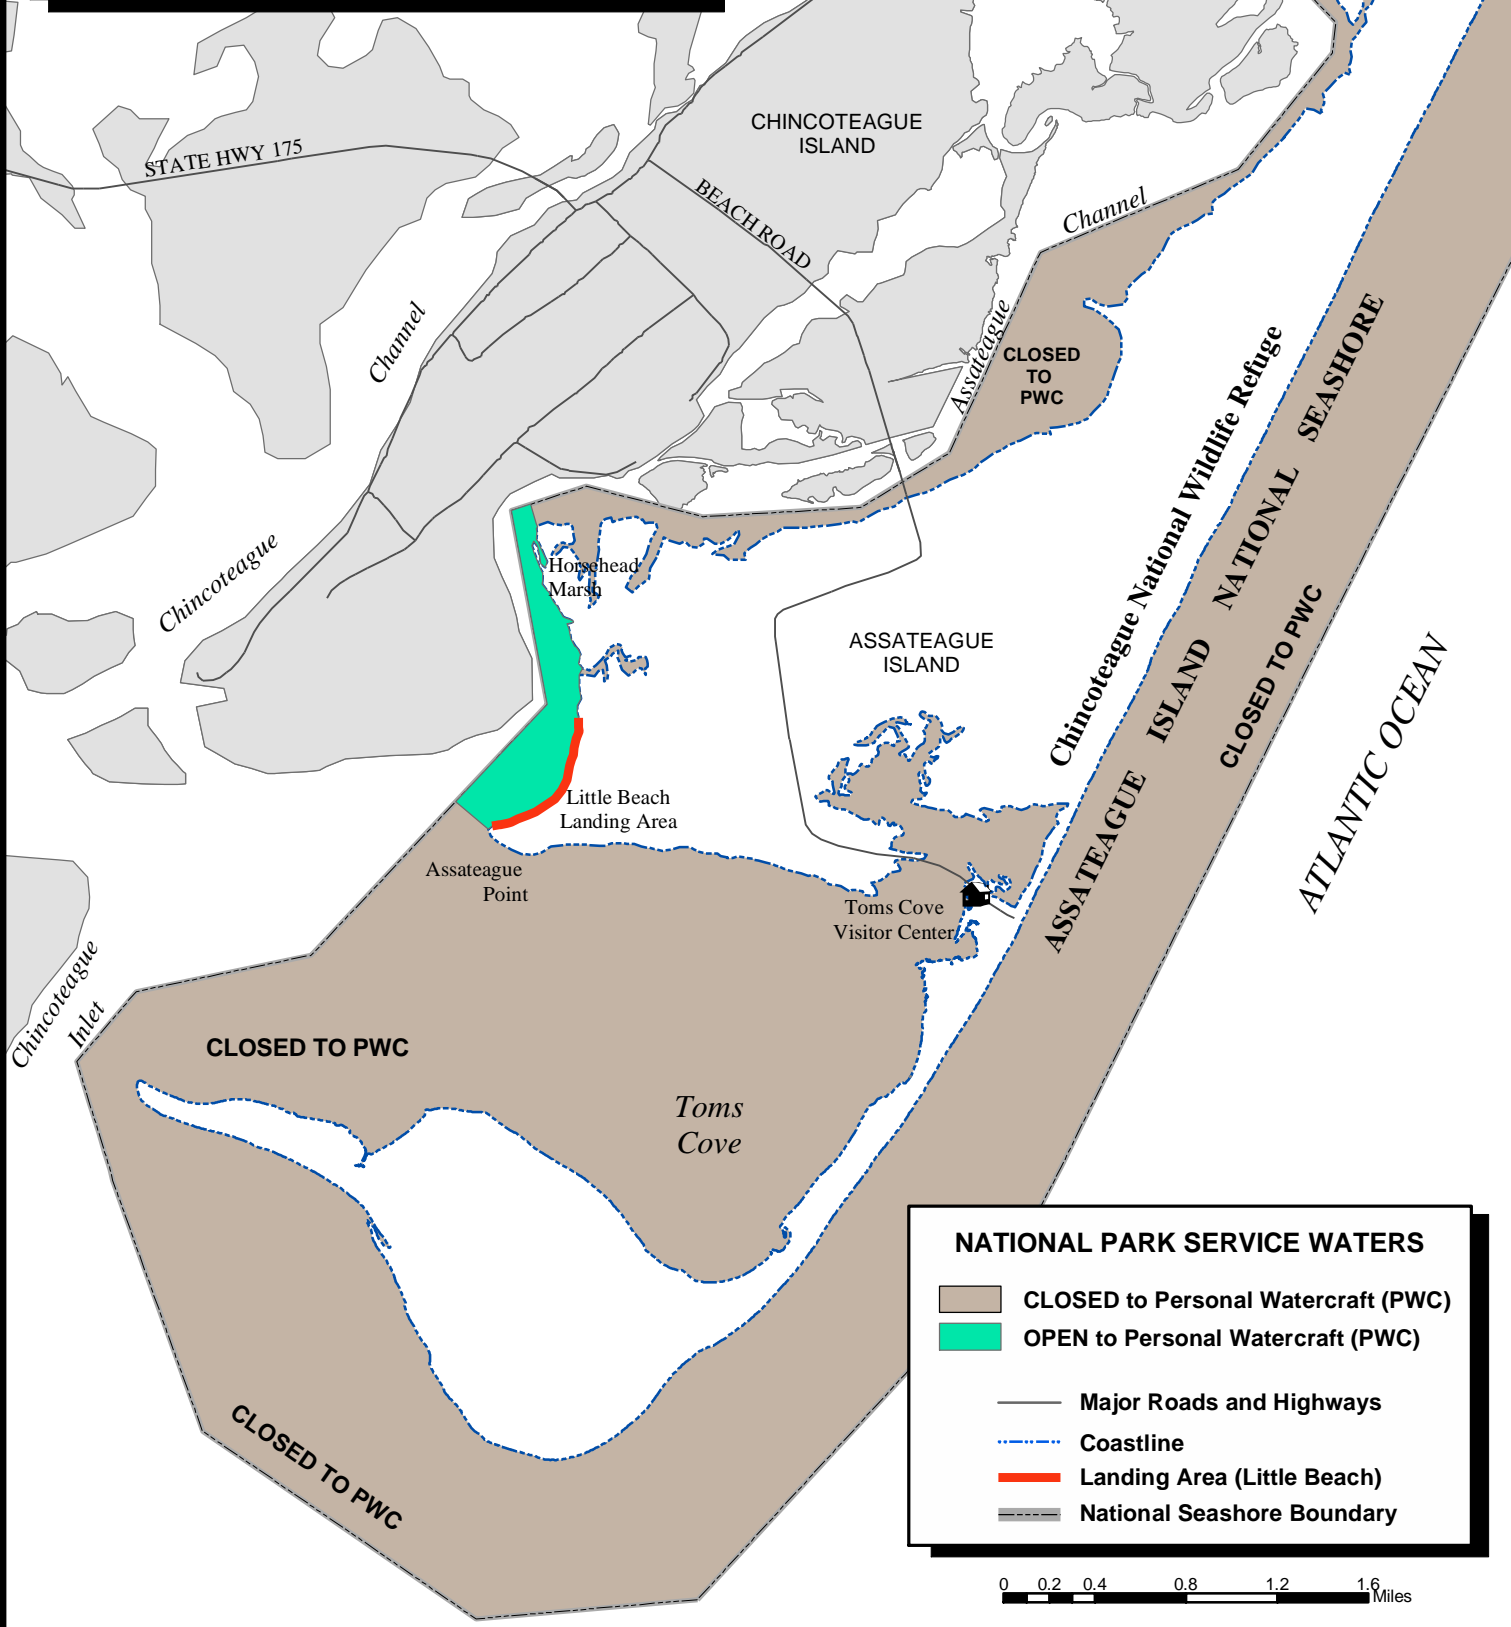 CHINCOTEAGUE
ISLAND
STATE HWY 175
BEACH ROAD
Channel
Channel
Assateague
CLOSED
TO
PWC
Chincoteague
Horsehead
Marsh
ASSATEAGUE
ISLAND
Chincoteague National Wildlife Refuge
ASSATEAGUE ISLAND NATIONAL SEASHORE
CLOSED TO PWC
ATLANTIC OCEAN
Little Beach
Landing Area
Assateague
Point
Toms Cove
Visitor Center
Chincoteague
Inlet
CLOSED TO PWC
Toms
Cove
CLOSED TO PWC
NATIONAL PARK SERVICE WATERS
CLOSED to Personal Watercraft (PWC)
OPEN to Personal Watercraft (PWC)
Major Roads and Highways
Coastline
Landing Area (Little Beach)
National Seashore Boundary
0 0.2 0.4 0.8 1.2 1.6
Miles